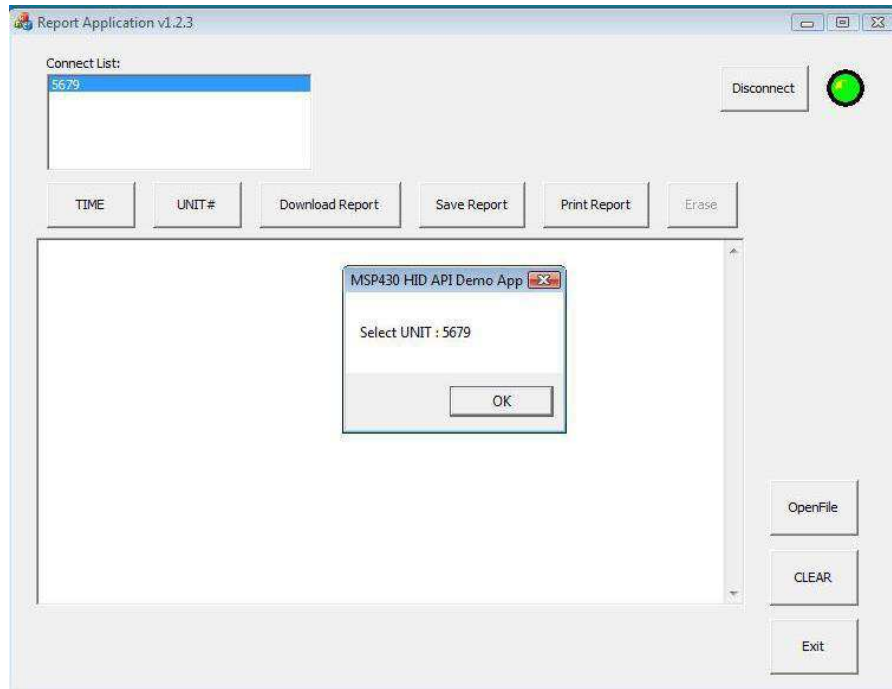 Report Application v1.2.3
Connect List:
5679
Disconnect
TIME
UNIT#
Download Report
Save Report
Print Report
Erase
MSP430 HID API Demo App
Select UNIT : 5679
OK
OpenFile
CLEAR
Exit